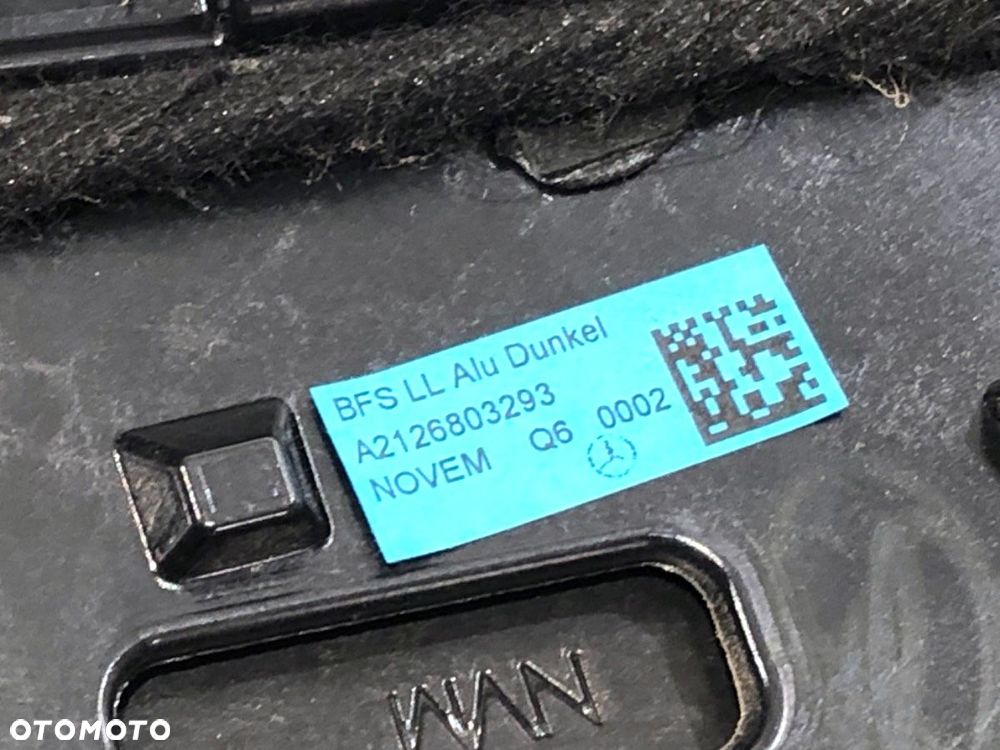 BFS LL Alu Dunkel
A2126803293
NOVEM Q6 0002
OTOMOTO